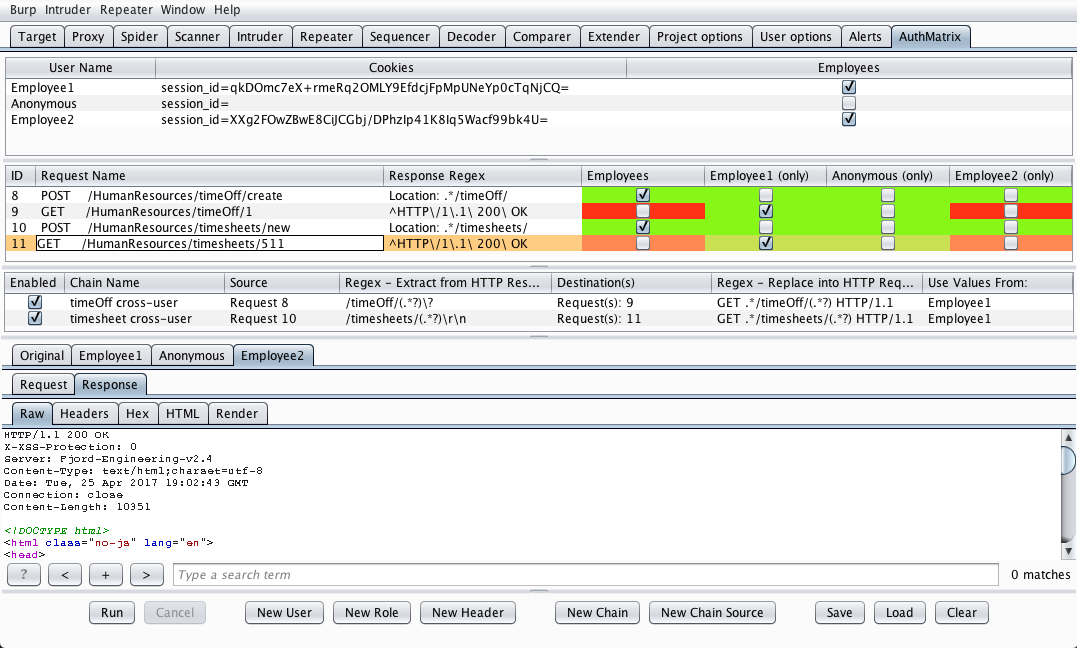 Burp Intruder Repeater Window Help
Target Proxy Spider Scanner Intruder Repeater Sequencer Decoder Comparer Extender Project options User options Alerts AuthMatrix
User Name Cookies Employees
Employee1 session_id=qkDOmc7eX+rmeRq2OMLY9EfdcjFpMpUNeYp0cTqNjCQ=
Anonymous session_id=
Employee2 session_id=XXg2FOwZBwE8CiJCGbj/DPhzIp41K8Iq5Wacf99bk4U=
ID Request Name Response Regex Employees Employee1 (only) Anonymous (only) Employee2 (only)
8 POST /HumanResources/timeOff/create Location: .*/timeOff/
9 GET /HumanResources/timeOff/1 ^HTTP\/1\.1\ 200\ OK
10 POST /HumanResources/timesheets/new Location: .*/timesheets/
11 GET /HumanResources/timesheets/511 ^HTTP\/1\.1\ 200\ OK
Enabled Chain Name Source Regex - Extract from HTTP Res... Destination(s) Regex - Replace into HTTP Req... Use Values From:
timeOff cross-user Request 8 /timeOff/(.*?)\? Request(s): 9 GET .*/timeOff/(.*?) HTTP/1.1 Employee1
timesheet cross-user Request 10 /timesheets/(.*?)\r\n Request(s): 11 GET .*/timesheets/(.*?) HTTP/1.1 Employee1
Original Employee1 Anonymous Employee2
Request Response
Raw Headers Hex HTML Render
HTTP/1.1 200 OK
X-XSS-Protection: 0
Server: Fjord-Engineering-v2.4
Content-Type: text/html;charset=utf-8
Date: Tue, 25 Apr 2017 19:02:43 GMT
Connection: close
Content-Length: 10351
<!DOCTYPE html>
<html class="no-js" lang="en">
<head>
? < + > Type a search term 0 matches
Run Cancel New User New Role New Header New Chain New Chain Source Save Load Clear